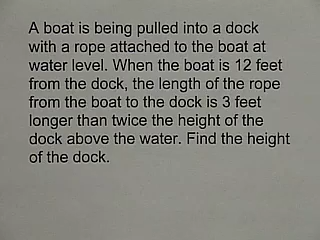 A boat is being pulled into a dock
with a rope attached to the boat at
water level. When the boat is 12 feet
from the dock, the length of the rope
from the boat to the dock is 3 feet
longer than twice the height of the
dock above the water. Find the height
of the dock.